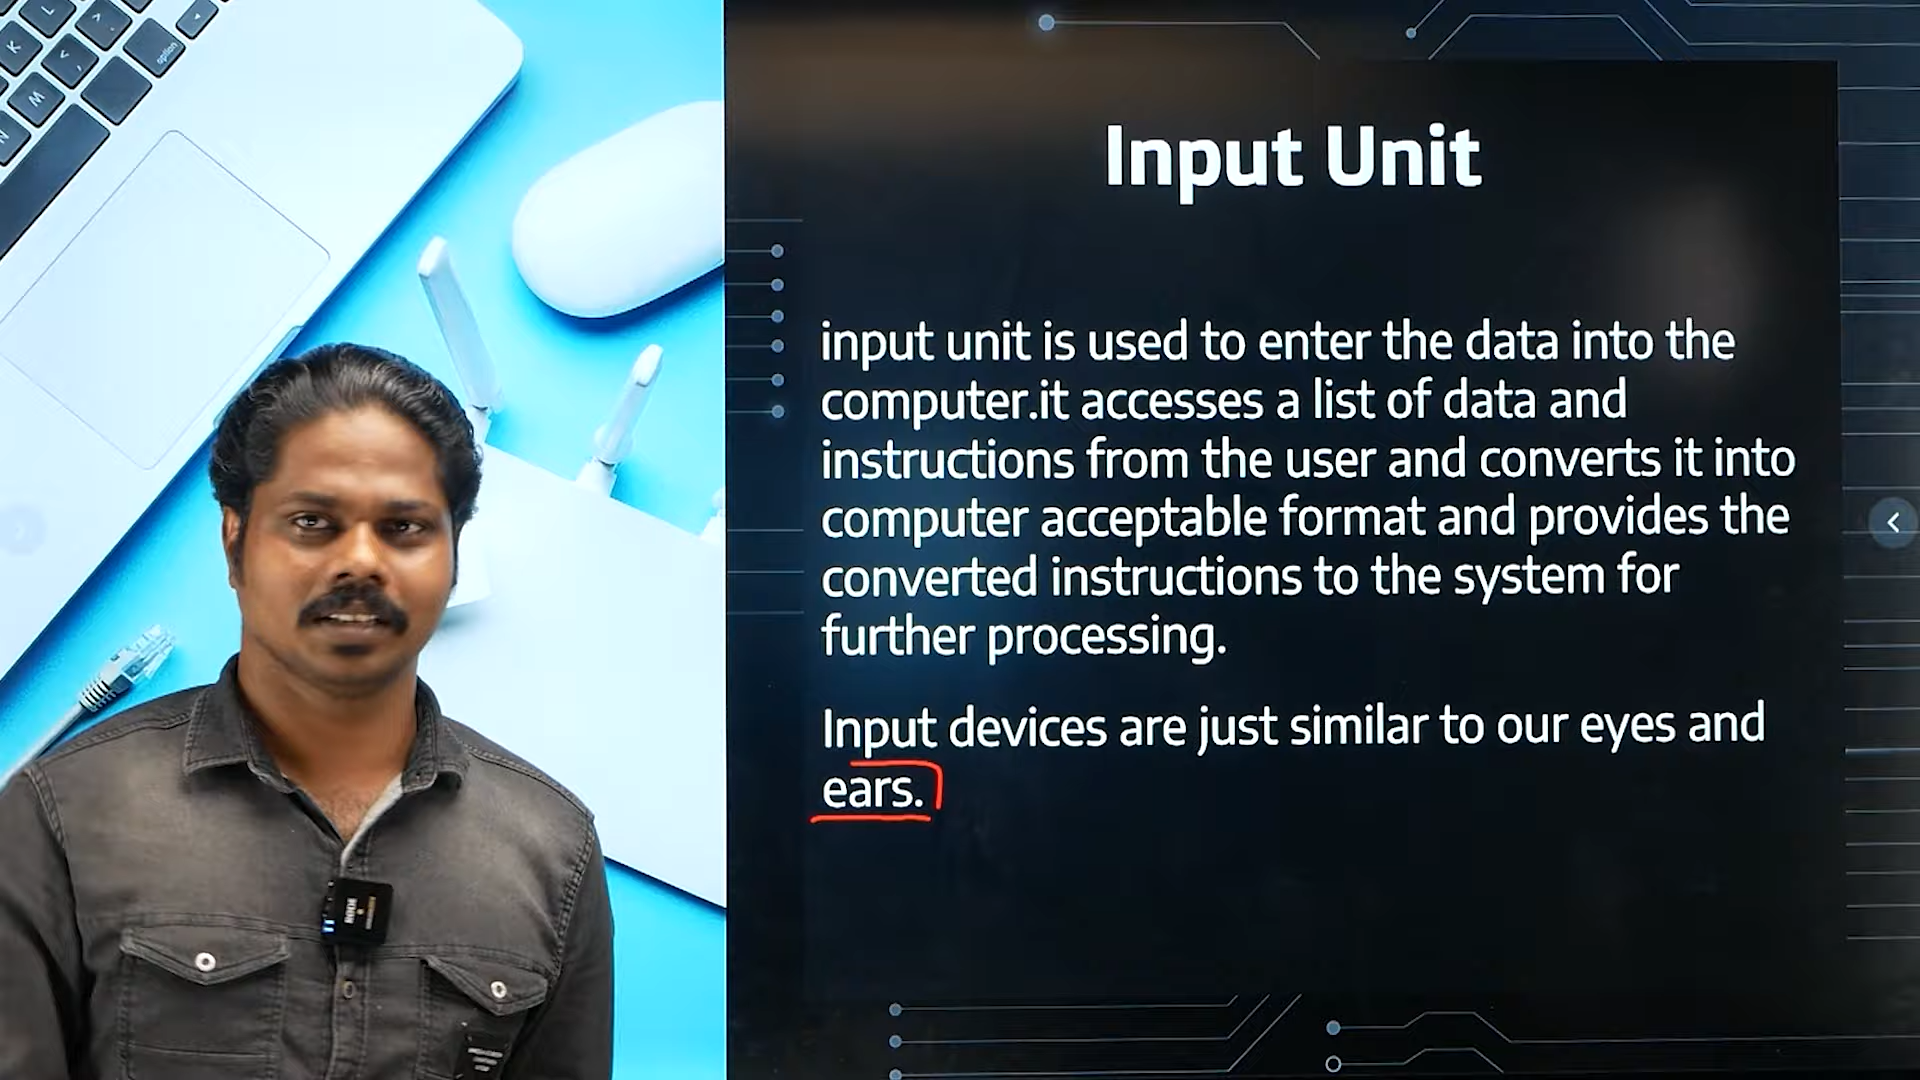 Input Unit
input unit is used to enter the data into the
computer.it accesses a list of data and
instructions from the user and converts it into
computer acceptable format and provides the
converted instructions to the system for
further processing.
Input devices are just similar to our eyes and
ears.
option
K
L
M
N
RODE